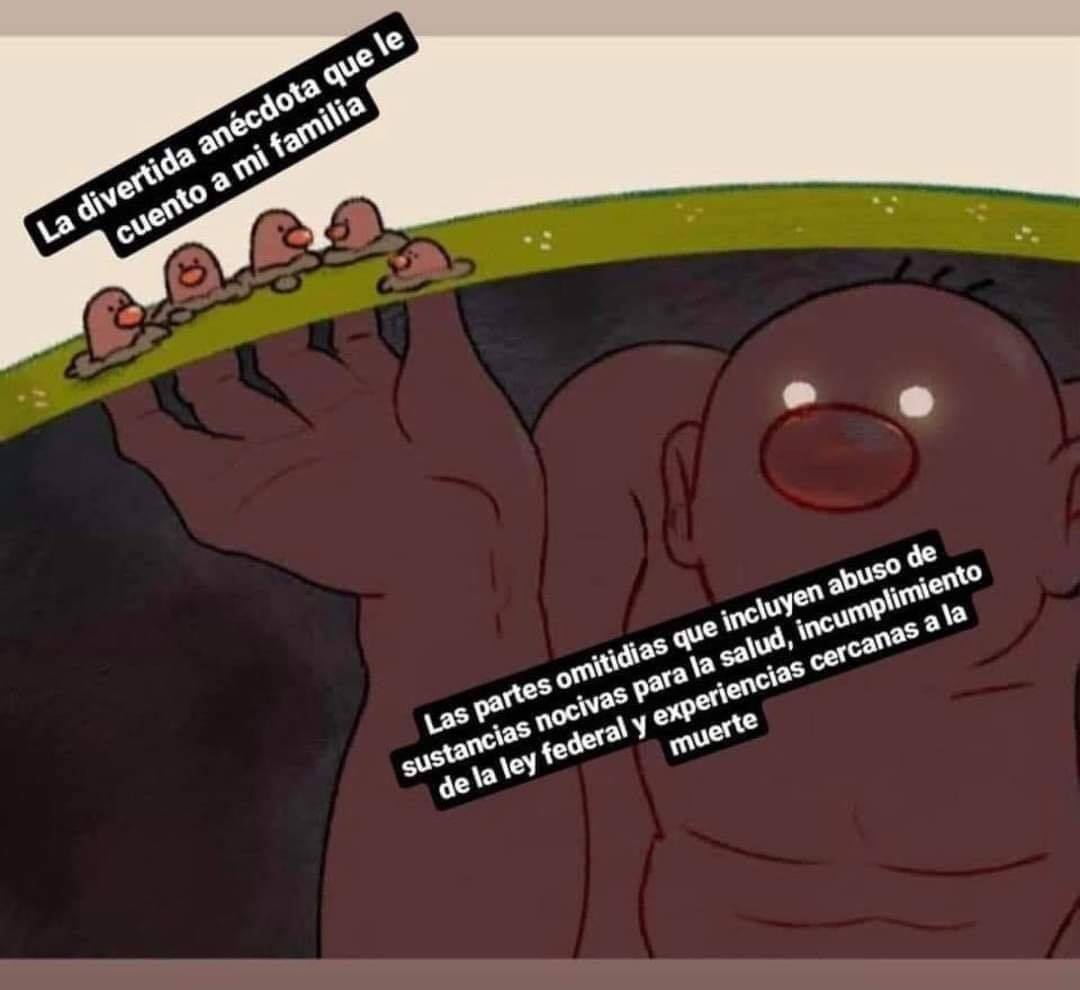 La divertida anécdota que le
cuento a mi familia
Las partes omitidias que incluyen abuso de
sustancias nocivas para la salud, incumplimiento
de la ley federal y experiencias cercanas a la
muerte